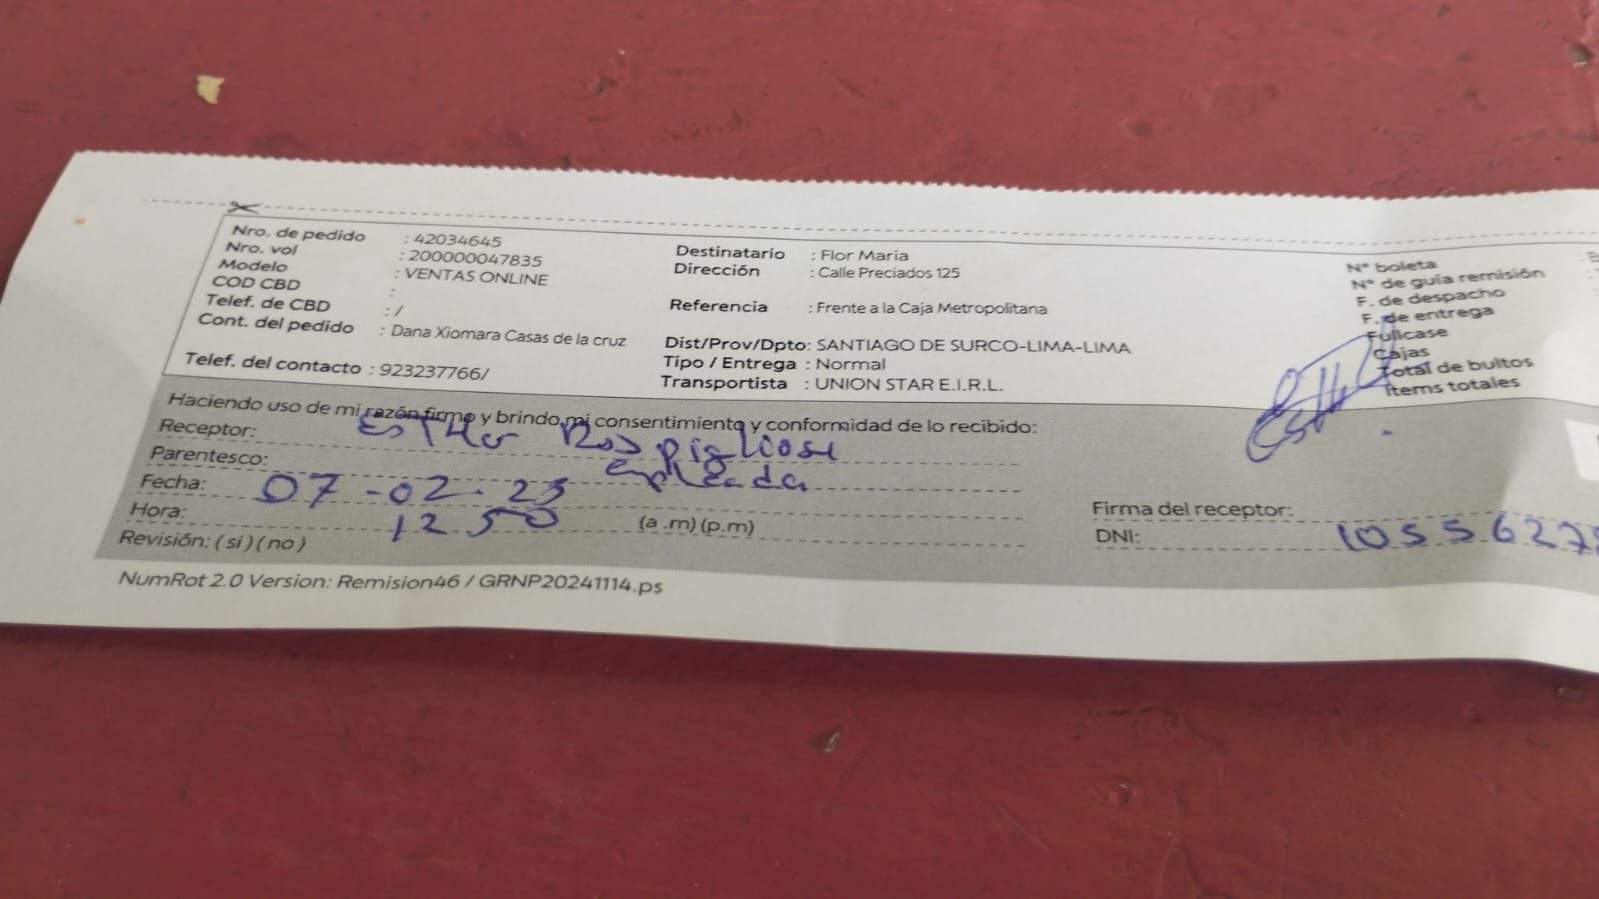 Nro. de pedido : 42034645
Nro. vol : 200000047835
Modelo : VENTAS ONLINE
COD CBD :
Telef. de CBD : /
Cont. del pedido : Dana Xiomara Casas de la cruz
Telef. del contacto : 923237766/
Destinatario : Flor Maria
Dirección : Calle Preciados 125
Referencia : Frente a la Caja Metropolitana
Dist/Prov/Dpto: SANTIAGO DE SURCO-LIMA-LIMA
Tipo / Entrega : Normal
Transportista : UNION STAR E.I.R.L.
N° boleta :
N° de guía remisión :
F. de despacho
F. de entrega
Fullcase
Cajas
Total de bultos
Items totales
Haciendo uso de mi razón firmo y brindo mi consentimiento y conformidad de lo recibido:
Receptor: Esther Rospigliosi
Parentesco: Empleada
Fecha: 07-02-25
Hora: 12 50 (a .m) (p.m)
Revisión: ( si ) ( no )
Firma del receptor:
DNI: 1055627
NumRot 2.0 Version: Remision46 / GRNP20241114.ps